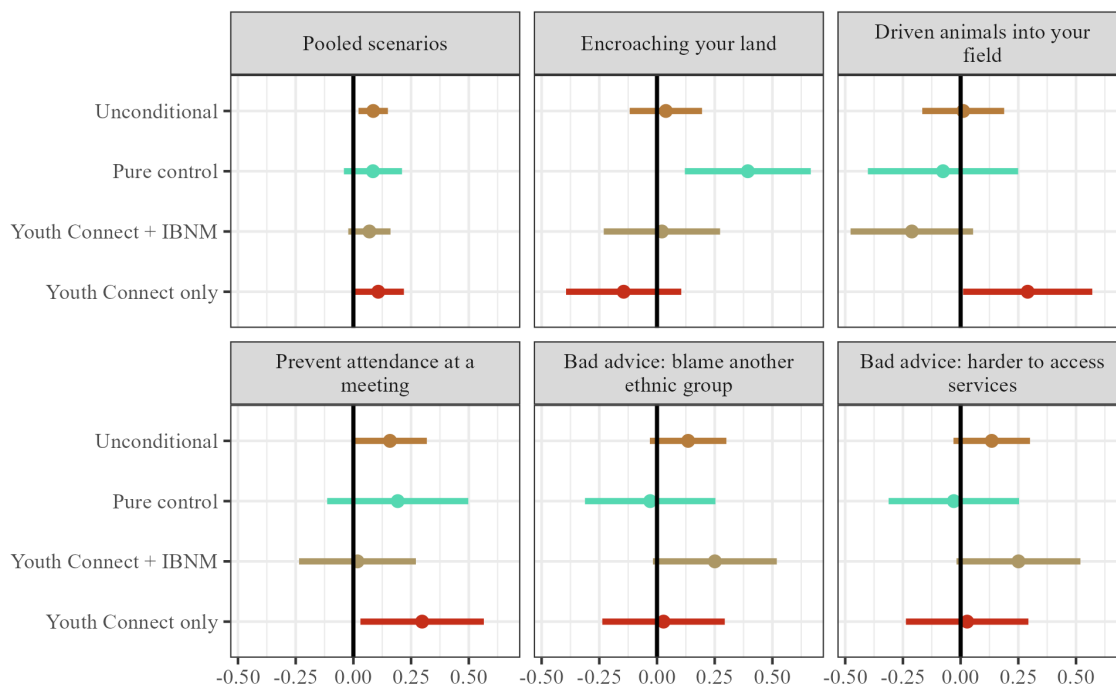 Pooled scenarios
Encroaching your land
Driven animals into your
field
Unconditional
Pure control
Youth Connect + IBNM
Youth Connect only
Prevent attendance at a
meeting
Bad advice: blame another
ethnic group
Bad advice: harder to access
services
Unconditional
Pure control
Youth Connect + IBNM
Youth Connect only
-0.50 -0.25 0.00 0.25 0.50
-0.50 -0.25 0.00 0.25 0.50
-0.50 -0.25 0.00 0.25 0.50